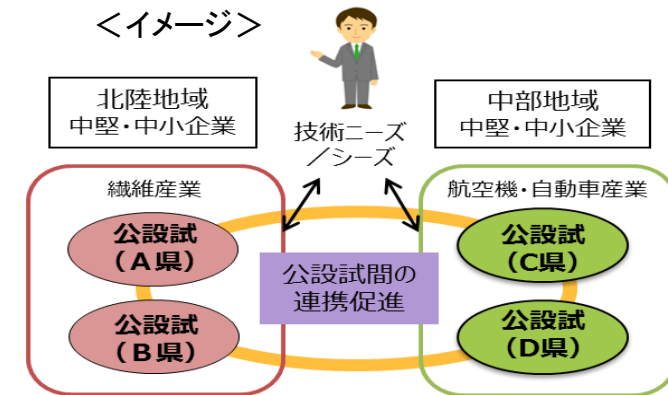 ＜イメージ＞
北陸地域
中堅・中小企業
技術ニーズ
／シーズ
中部地域
中堅・中小企業
繊維産業
航空機・自動車産業
公設試
（Ａ県）
公設試
（C県）
公設試間の
連携促進
公設試
（Ｂ県）
公設試
（D県）